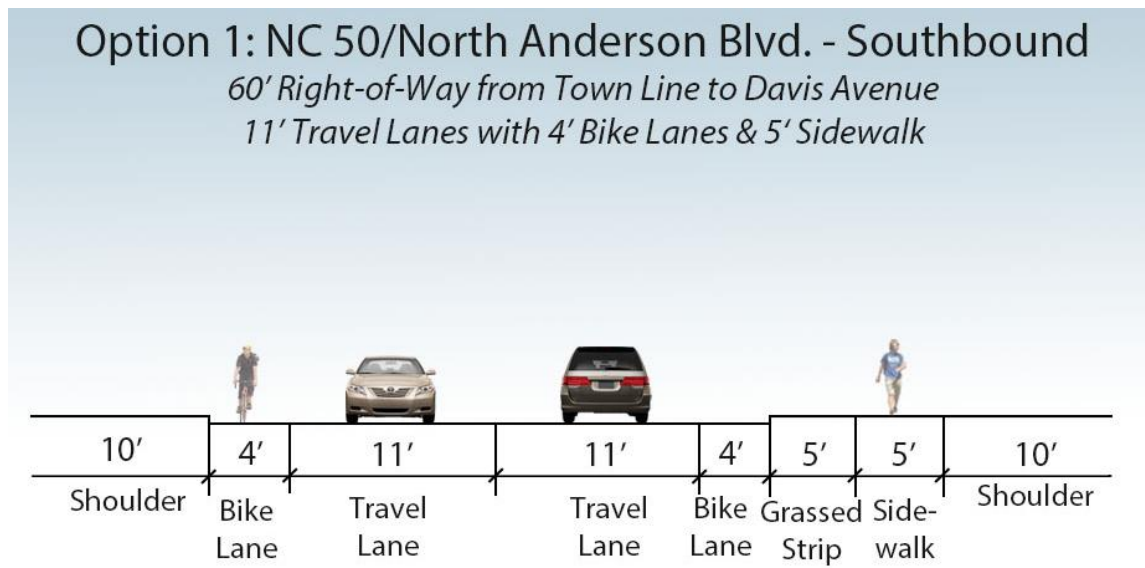 Option 1: NC 50/North Anderson Blvd. - Southbound
60’ Right-of-Way from Town Line to Davis Avenue
11’ Travel Lanes with 4’ Bike Lanes & 5‘ Sidewalk
10’ 4’ 11’ 11’ 4’ 5’ 5’ 10’
Shoulder Bike Travel Travel Bike Grassed Side- Shoulder
Lane Lane Lane Lane Strip walk